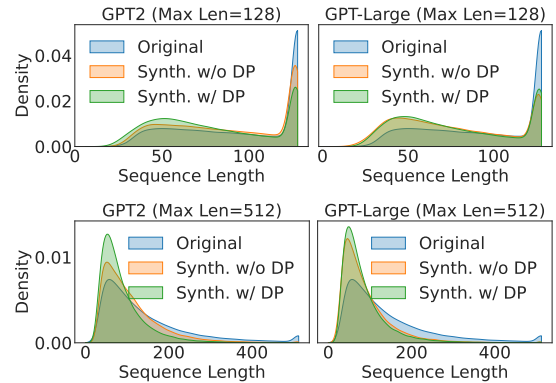 GPT2 (Max Len=128)
GPT-Large (Max Len=128)
Density
0.04
0.02
0.00
Original
Synth. w/o DP
Synth. w/ DP
Original
Synth. w/o DP
Synth. w/ DP
0 50 100
0 50 100
Sequence Length
Sequence Length
GPT2 (Max Len=512)
GPT-Large (Max Len=512)
Density
0.01
0.00
Original
Synth. w/o DP
Synth. w/ DP
Original
Synth. w/o DP
Synth. w/ DP
0 200 400
0 200 400
Sequence Length
Sequence Length